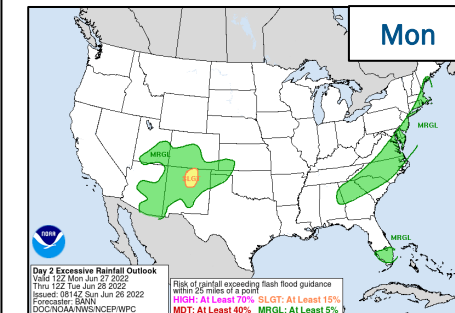 Mon
MRGL
MRGL
SLGT
MRGL
NOAA
Day 2 Excessive Rainfall Outlook
Valid 12Z Mon Jun 27 2022
Thru 12Z Tue Jun 28 2022
Issued: 0814Z Sun Jun 26 2022
Forecaster: BANN
DOC/NOAA/NWS/NCEP/WPC
Risk of rainfall exceeding flash flood guidance
within 25 miles of a point
HIGH: At Least 70% SLGT: At Least 15%
MDT: At Least 40% MRGL: At Least 5%